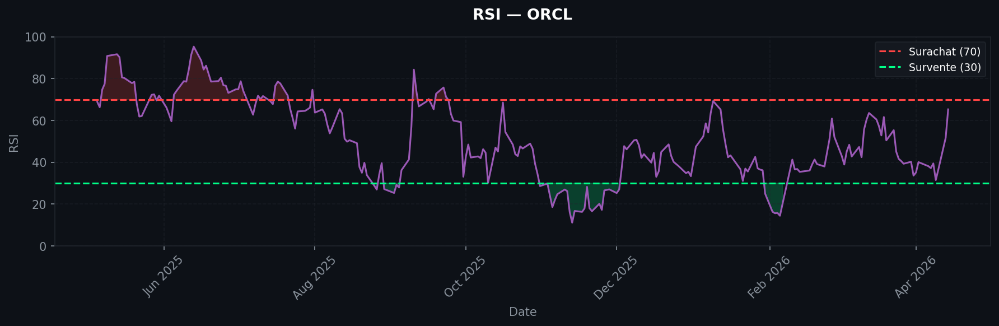 RSI — ORCL
Surachat (70)
Survente (30)
RSI
100
80
60
40
20
0
Jun 2025
Aug 2025
Oct 2025
Dec 2025
Feb 2026
Apr 2026
Date